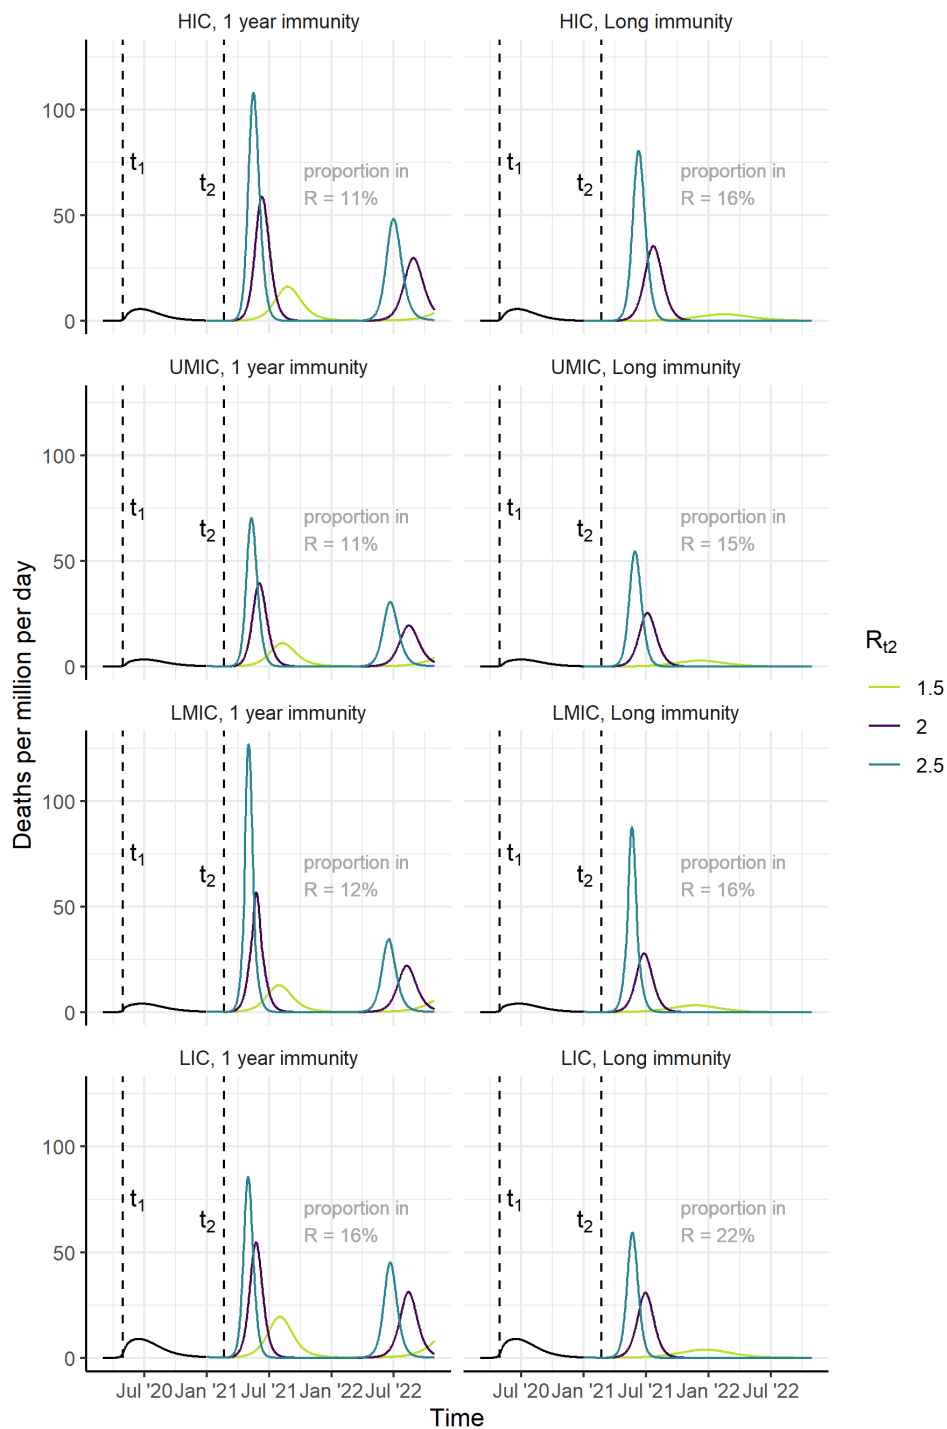 HIC, 1 year immunity
HIC, Long immunity
100
50
0
t1
t2
proportion in
R = 11%
t1
t2
proportion in
R = 16%
UMIC, 1 year immunity
UMIC, Long immunity
100
50
0
t1
t2
proportion in
R = 11%
t1
t2
proportion in
R = 15%
LMIC, 1 year immunity
LMIC, Long immunity
100
50
0
t1
t2
proportion in
R = 12%
t1
t2
proportion in
R = 16%
LIC, 1 year immunity
LIC, Long immunity
100
50
0
t1
t2
proportion in
R = 16%
t1
t2
proportion in
R = 22%
Jul '20 Jan '21 Jul '21 Jan '22 Jul '22
Jul '20 Jan '21 Jul '21 Jan '22 Jul '22
Time
Deaths per million per day
Rt2
1.5
2
2.5